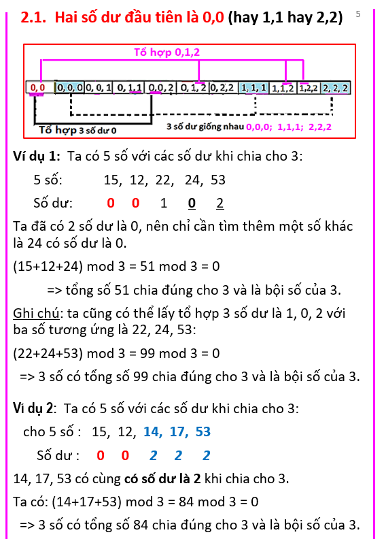 2.1. Hai số dư đầu tiên là 0,0 (hay 1,1 hay 2,2)
5
Tổ hợp 0,1,2
0, 0 0, 0, 0 0, 0, 1 0, 1, 1 0, 0, 2 0, 1, 2 0, 2, 2 1, 1, 1 1, 1, 2 1,2,2 2, 2, 2
Tổ hợp 3 số dư 0 3 số dư giống nhau 0,0,0; 1,1,1; 2,2,2
Ví dụ 1: Ta có 5 số với các số dư khi chia cho 3:
5 số: 15, 12, 22, 24, 53
Số dư: 0 0 1 0 2
Ta đã có 2 số dư là 0, nên chỉ cần tìm thêm một số khác
là 24 có số dư là 0.
(15+12+24) mod 3 = 51 mod 3 = 0
=> tổng số 51 chia đúng cho 3 và là bội số của 3.
Ghi chú: ta cũng có thể lấy tổ hợp 3 số dư là 1, 0, 2 với
ba số tương ứng là 22, 24, 53:
(22+24+53) mod 3 = 99 mod 3 = 0
=> 3 số có tổng số 99 chia đúng cho 3 và là bội số của 3.
Ví dụ 2: Ta có 5 số với các số dư khi chia cho 3:
cho 5 số : 15, 12, 14, 17, 53
Số dư : 0 0 2 2 2
14, 17, 53 có cùng có số dư là 2 khi chia cho 3.
Ta có: (14+17+53) mod 3 = 84 mod 3 = 0
=> 3 số có tổng số 84 chia đúng cho 3 và là bội số của 3.